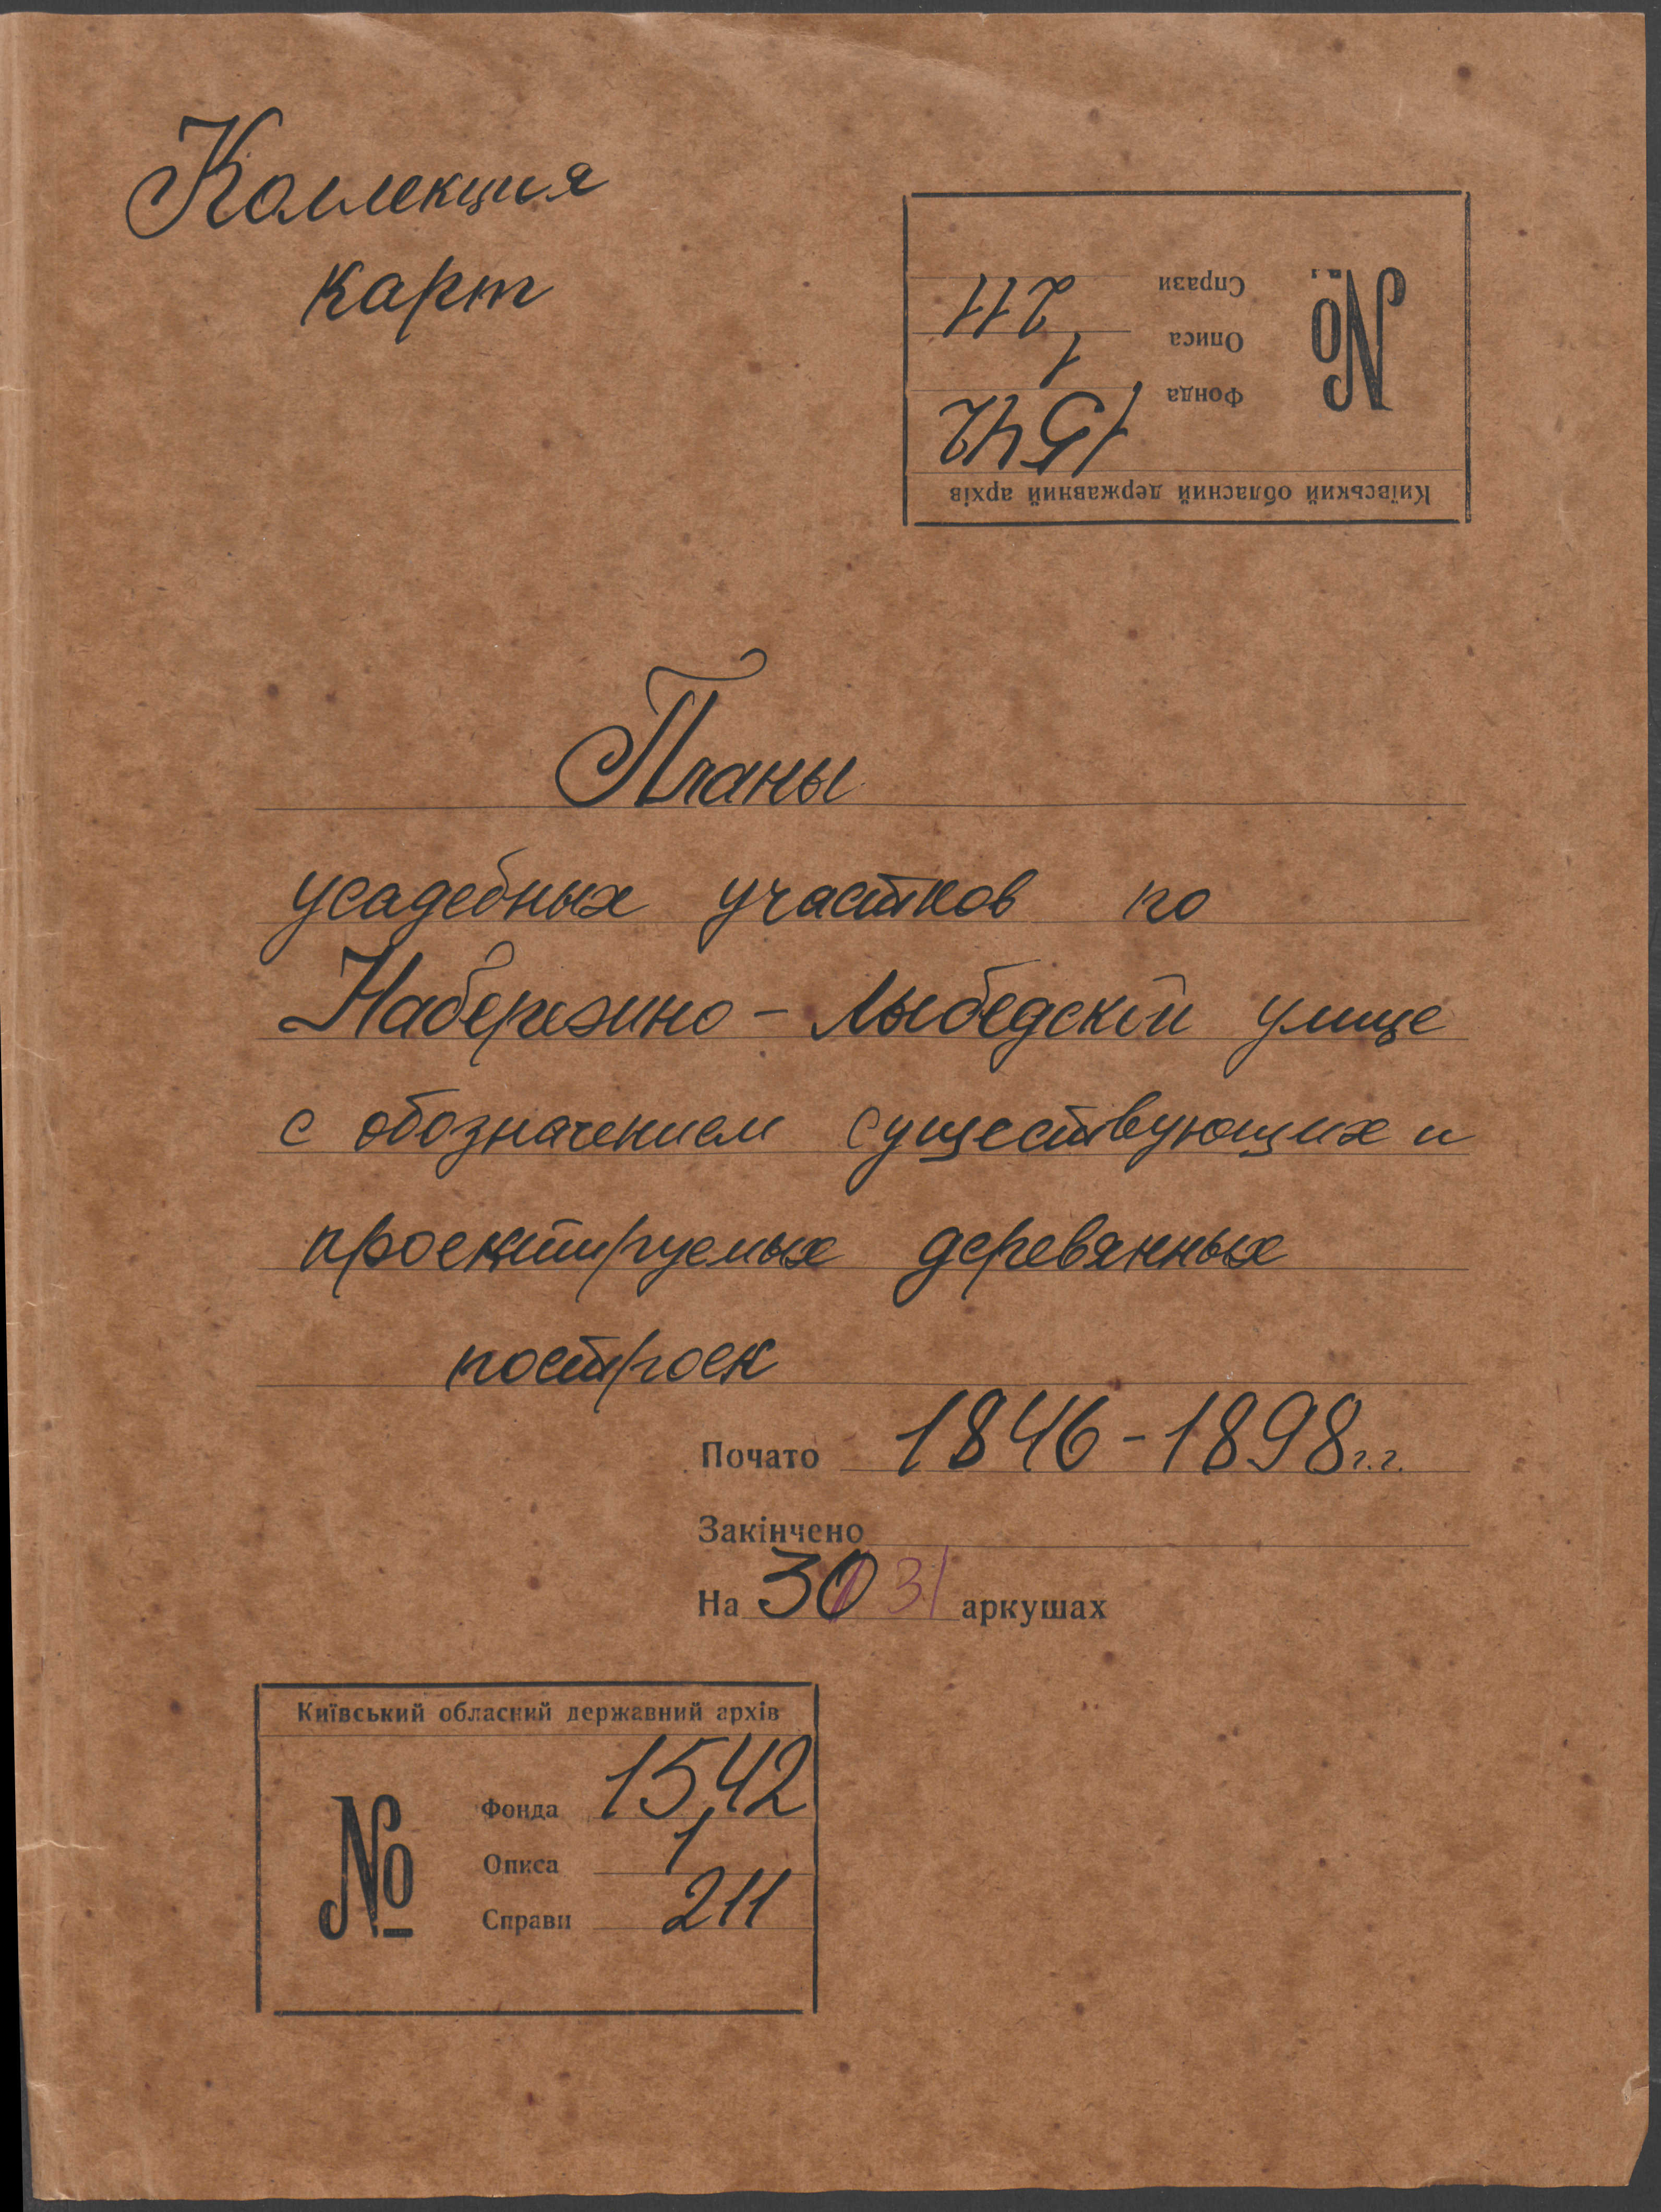 Коллекция
карт
Київський обласний державний архів
№
Фонда 1542
Описа 1
Справи 211
Планы
усадебных участков по
Набережно - Лыбедской улице
с обозначением существующих и
проектируемых деревянных
построек
Почато 1846-1898 г.г.
Закінчено
На 30 31 аркушах
Київський обласний державний архів
№
Фонда 1542
Описа 1
Справи 211